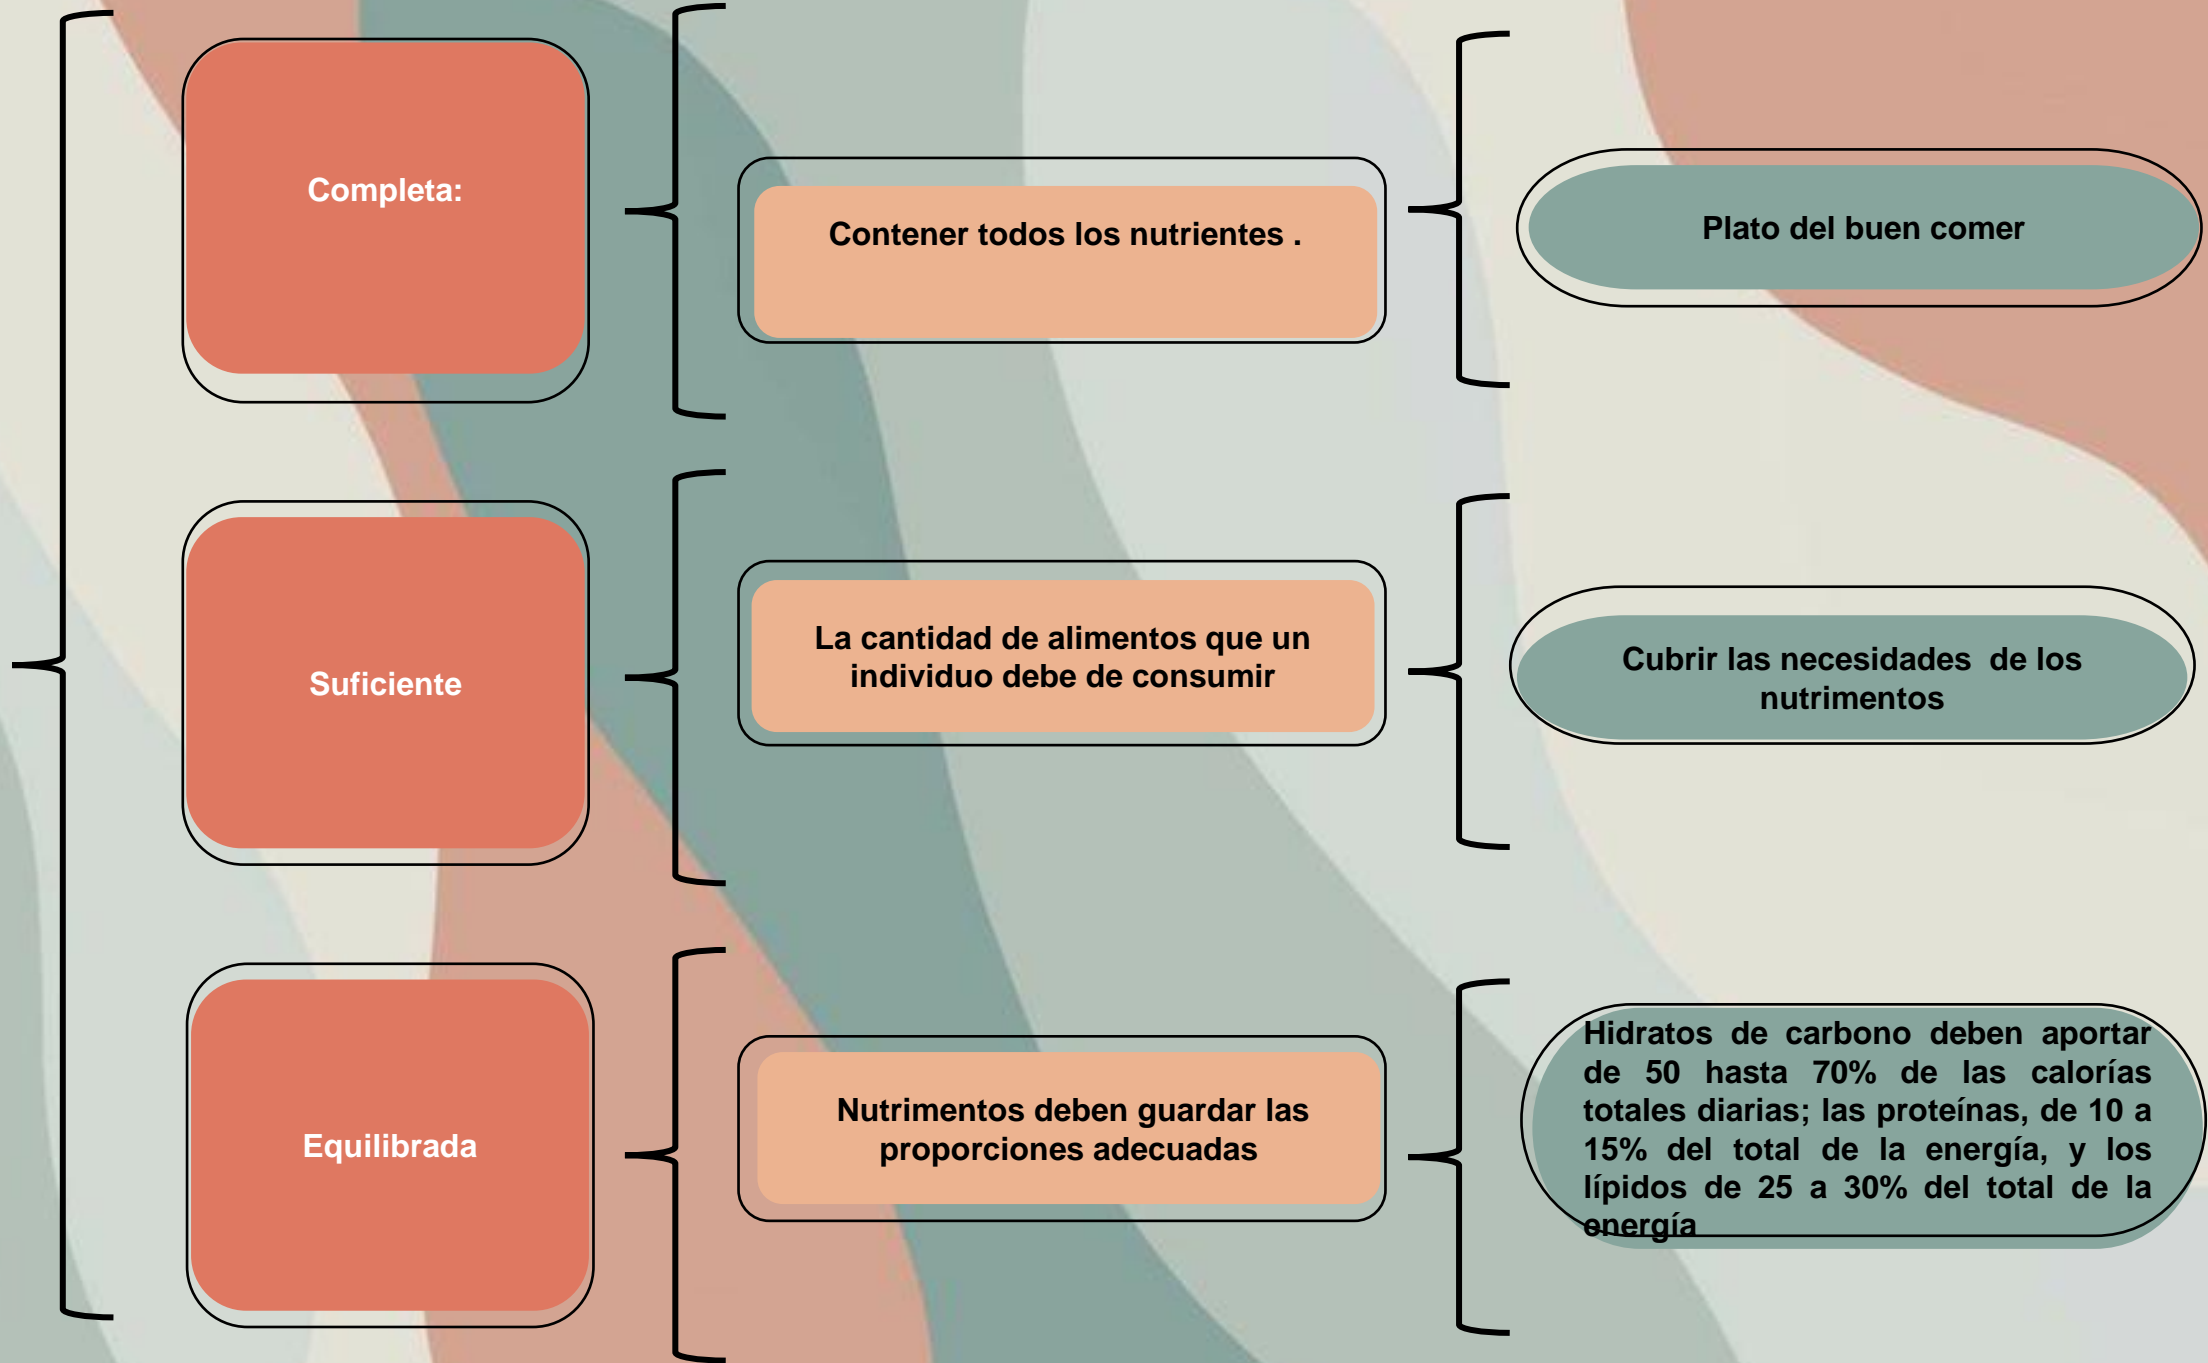 Completa:
Contener todos los nutrientes .
Plato del buen comer
Suficiente
La cantidad de alimentos que un
individuo debe de consumir
Cubrir las necesidades  de los
nutrimentos
Equilibrada
Nutrimentos deben guardar las
proporciones adecuadas
Hidratos de carbono deben aportar
de 50 hasta 70% de las calorías
totales diarias; las proteínas, de 10 a
15% del total de la energía, y los
lípidos de 25 a 30% del total de la
energía